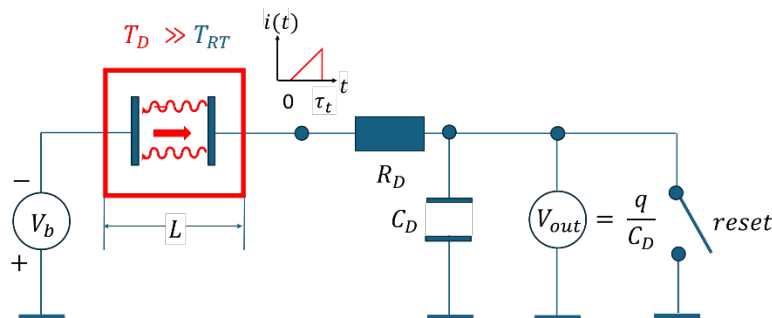 T_D ≫ T_RT
i(t)
t
0 τ_t
R_D
−
V_b
+
L
C_D
V_out = q/C_D
reset